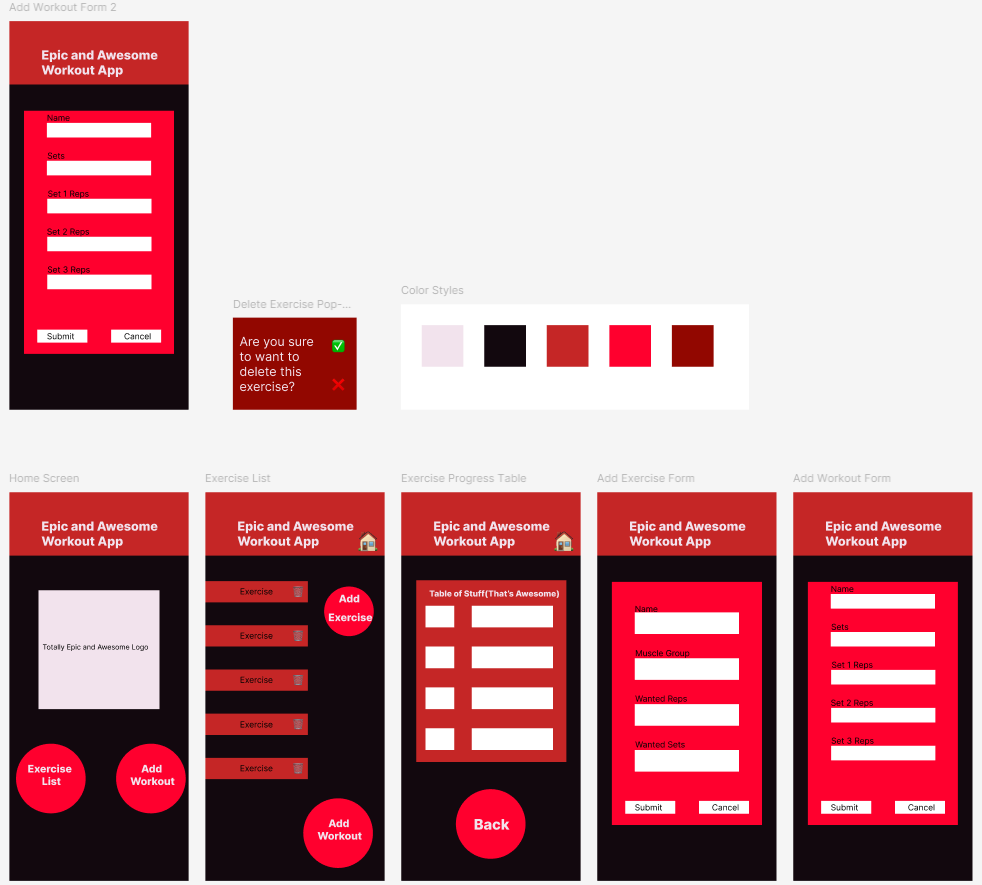 Add Workout Form 2
Epic and Awesome
Workout App
Name
Sets
Set 1 Reps
Set 2 Reps
Set 3 Reps
Submit
Cancel
Delete Exercise Pop-...
Are you sure
to want to
delete this
exercise?
Color Styles
Home Screen
Epic and Awesome
Workout App
Totally Epic and Awesome Logo
Exercise
List
Add
Workout
Exercise List
Epic and Awesome
Workout App
Exercise
Exercise
Exercise
Exercise
Exercise
Add
Exercise
Add
Workout
Exercise Progress Table
Epic and Awesome
Workout App
Table of Stuff(That's Awesome)
Back
Add Exercise Form
Epic and Awesome
Workout App
Name
Muscle Group
Wanted Reps
Wanted Sets
Submit
Cancel
Add Workout Form
Epic and Awesome
Workout App
Name
Sets
Set 1 Reps
Set 2 Reps
Set 3 Reps
Submit
Cancel